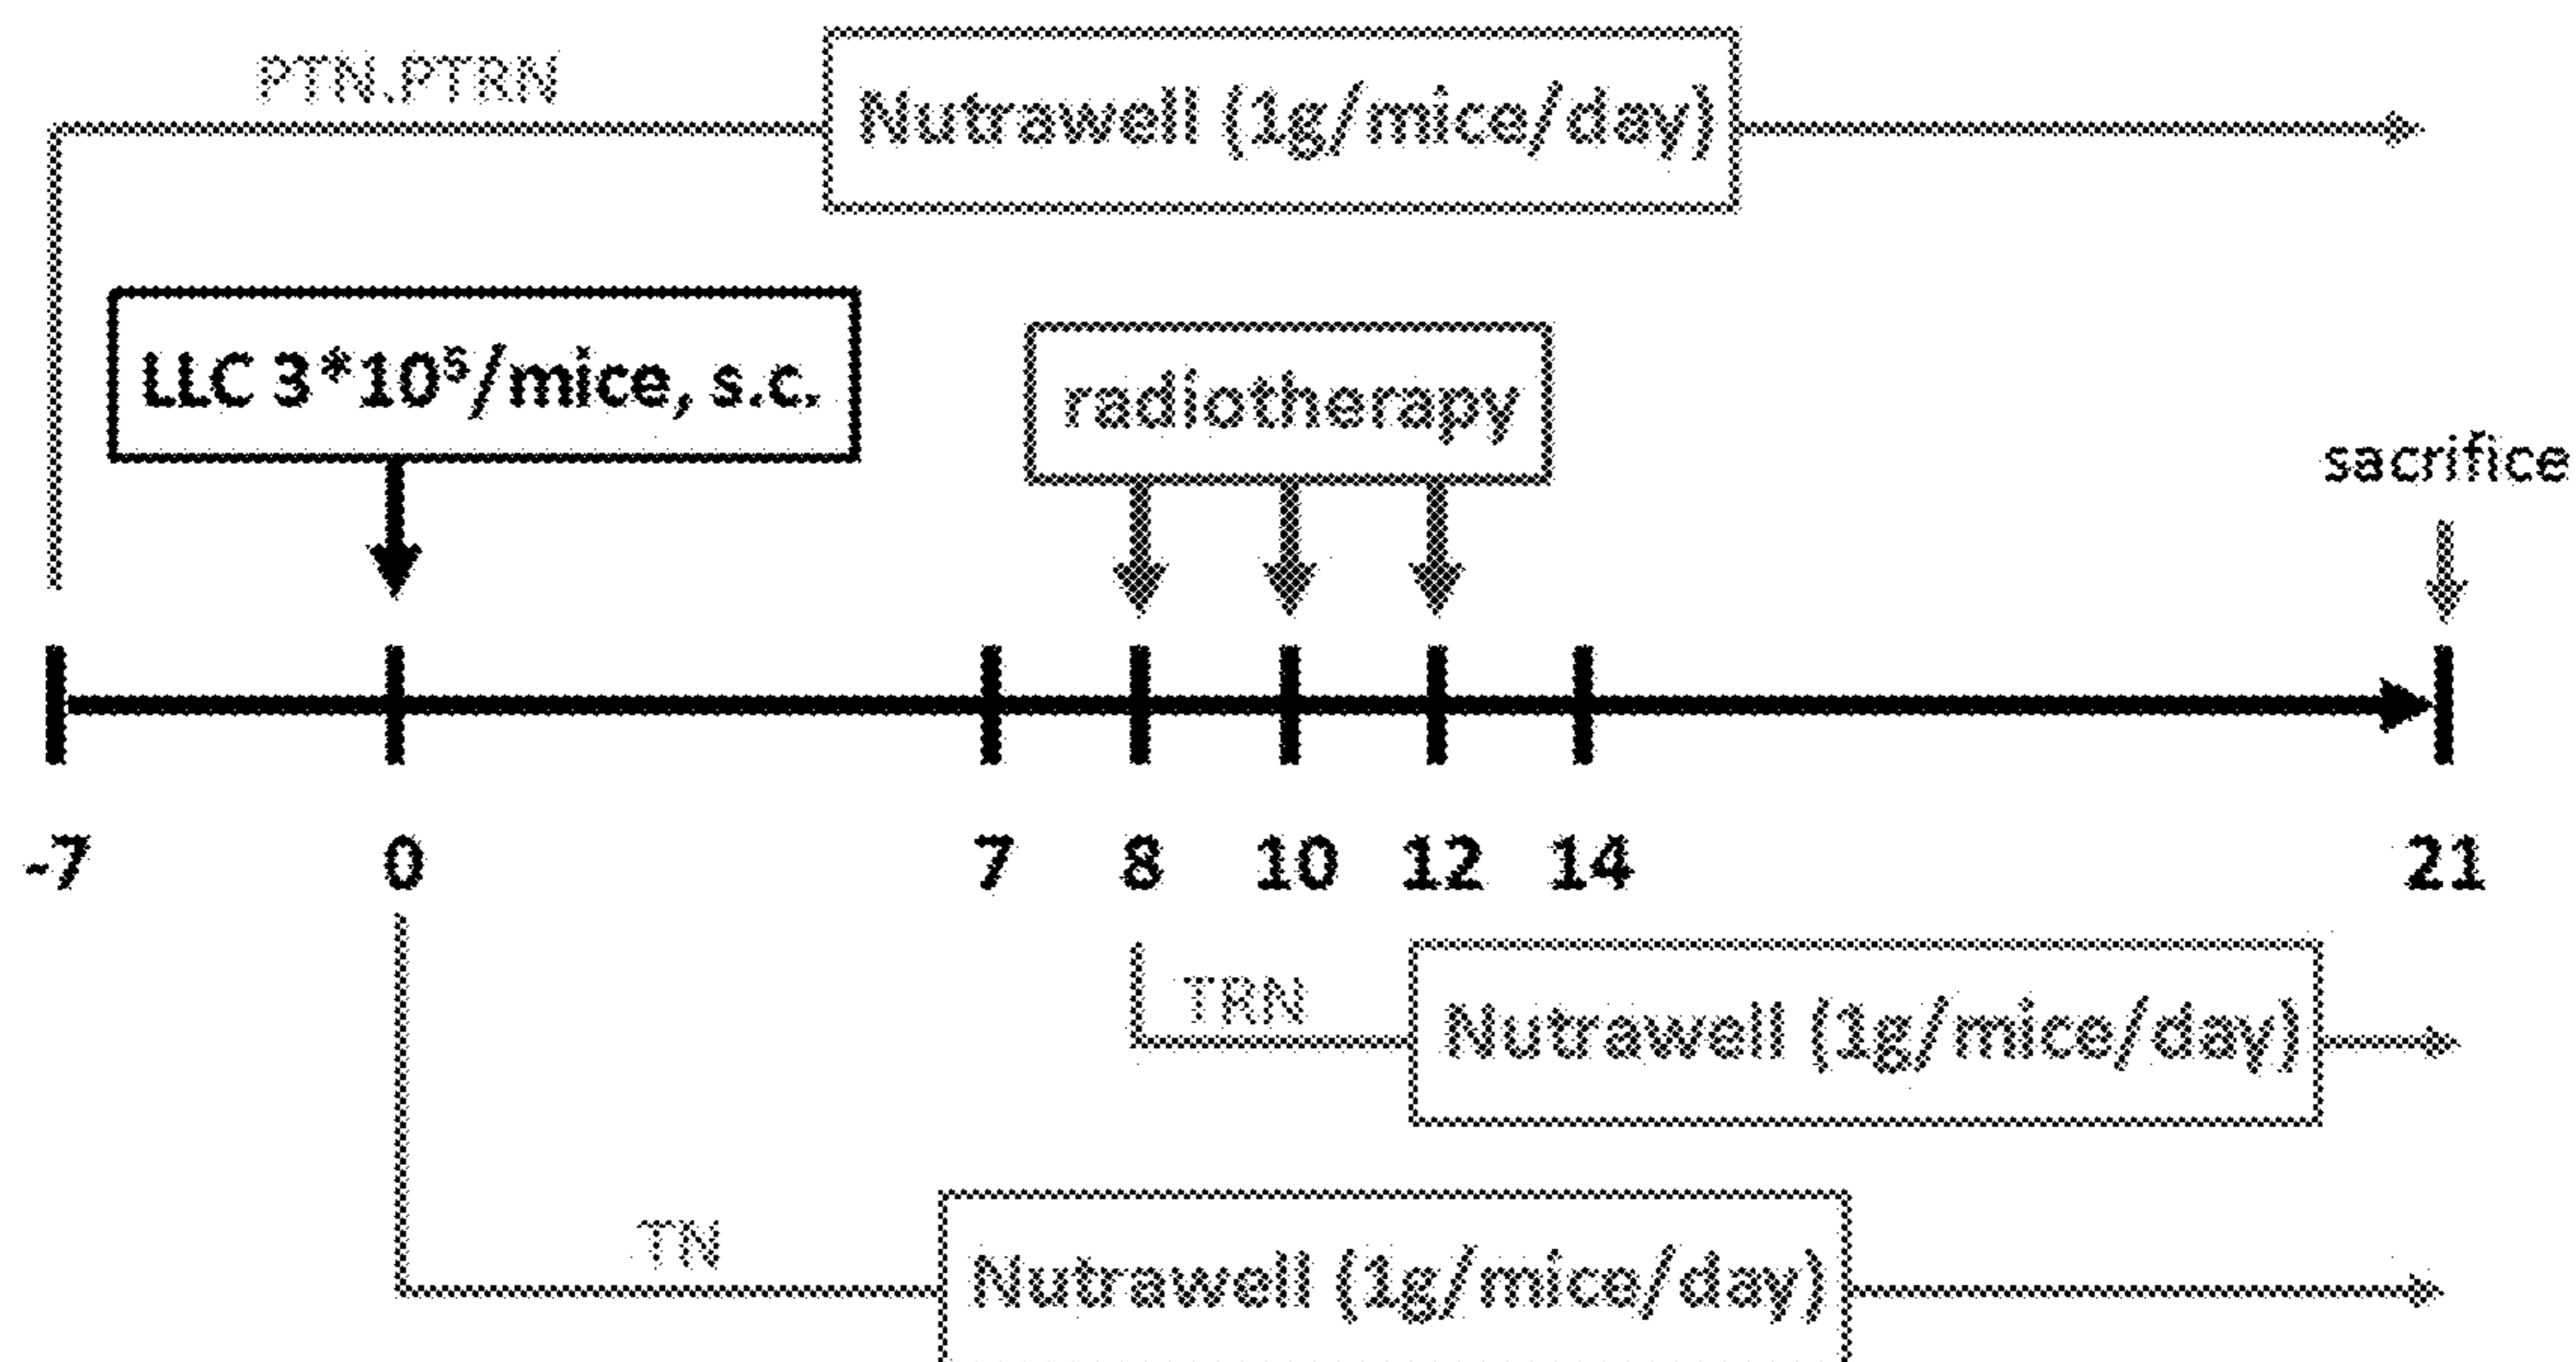 PTN.PTRN
Nutrawell (1g/mice/day)
LLC 3*10⁵/mice, s.c.
radiotherapy
sacrifice
-7 0 7 8 10 12 14 21
TRN
Nutrawell (1g/mice/day)
TN
Nutrawell (1g/mice/day)